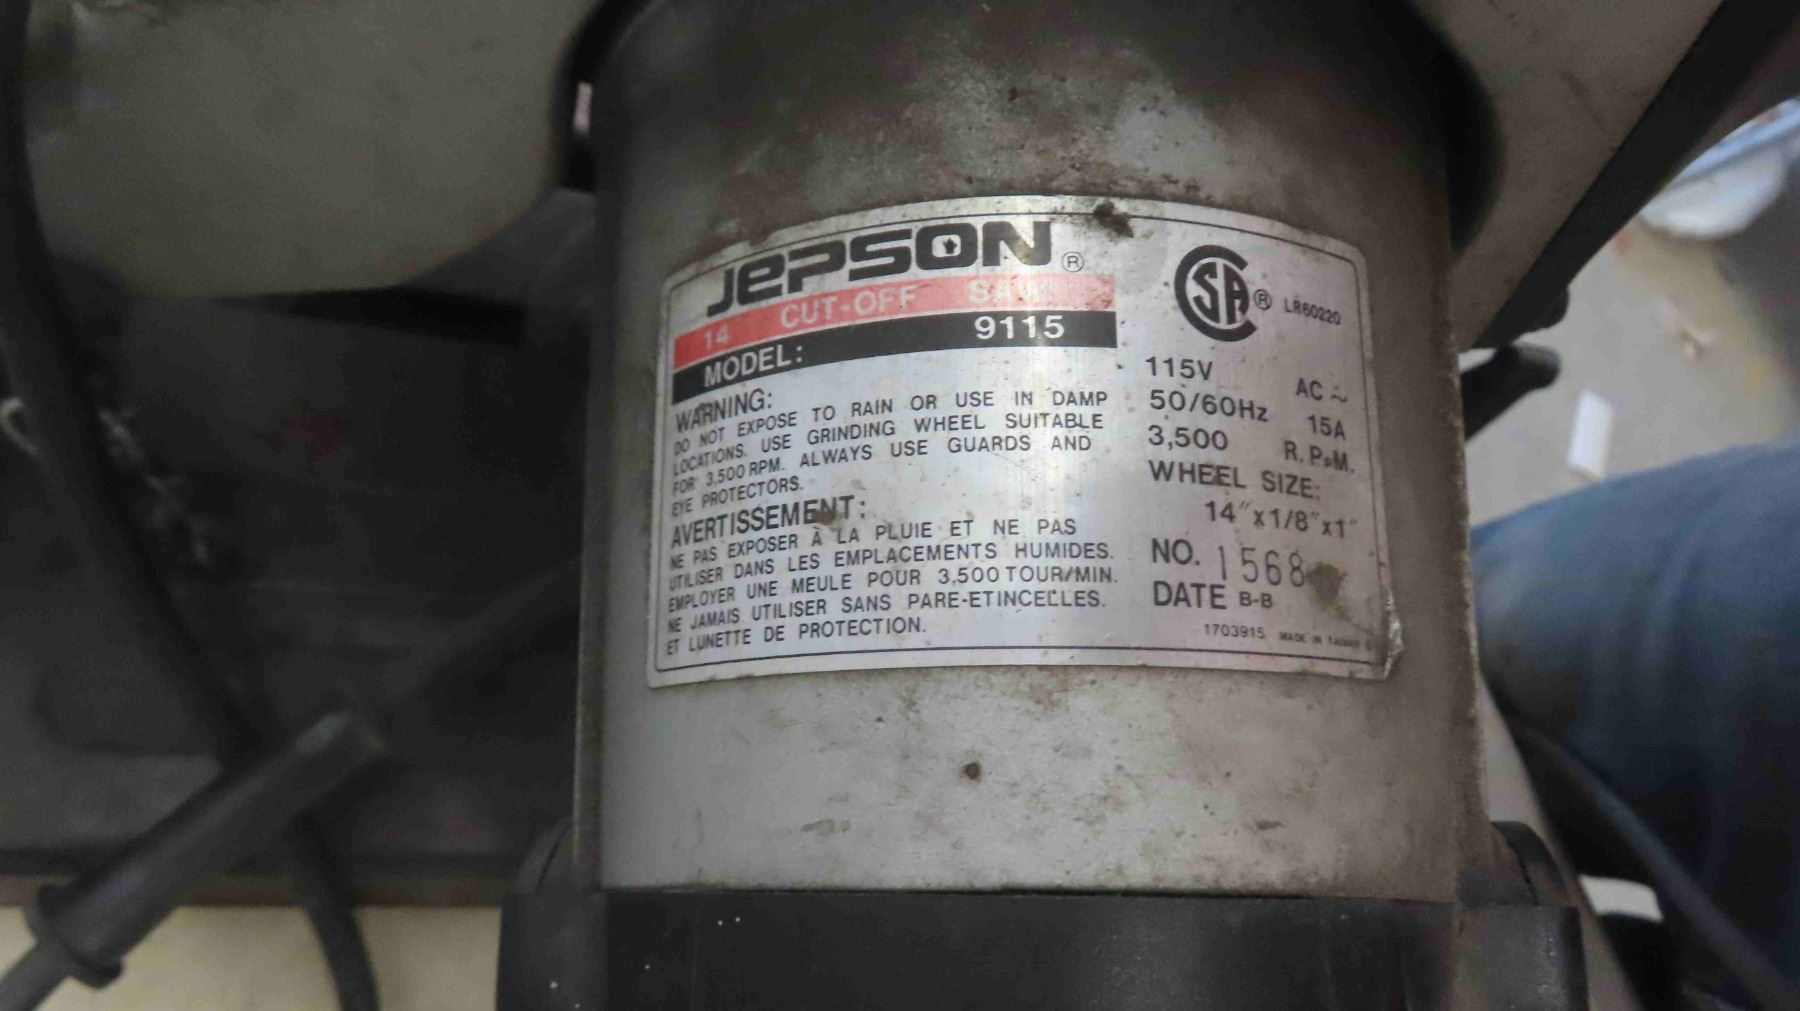 JEPSON®
14 CUT-OFF SAW
MODEL: 9115
WARNING:
DO NOT EXPOSE TO RAIN OR USE IN DAMP
LOCATIONS. USE GRINDING WHEEL SUITABLE
FOR 3,500 RPM. ALWAYS USE GUARDS AND
EYE PROTECTORS.
AVERTISSEMENT:
NE PAS EXPOSER À LA PLUIE ET NE PAS
UTILISER DANS LES EMPLACEMENTS HUMIDES.
EMPLOYER UNE MEULE POUR 3,500 TOUR/MIN.
NE JAMAIS UTILISER SANS PARE-ETINCELLES.
ET LUNETTE DE PROTECTION.
SA® LR60220
115V AC ~
50/60Hz 15A
3,500 R.P.M.
WHEEL SIZE:
14"x1/8"x1"
NO. 1568
DATE B-B
1703915 MADE IN